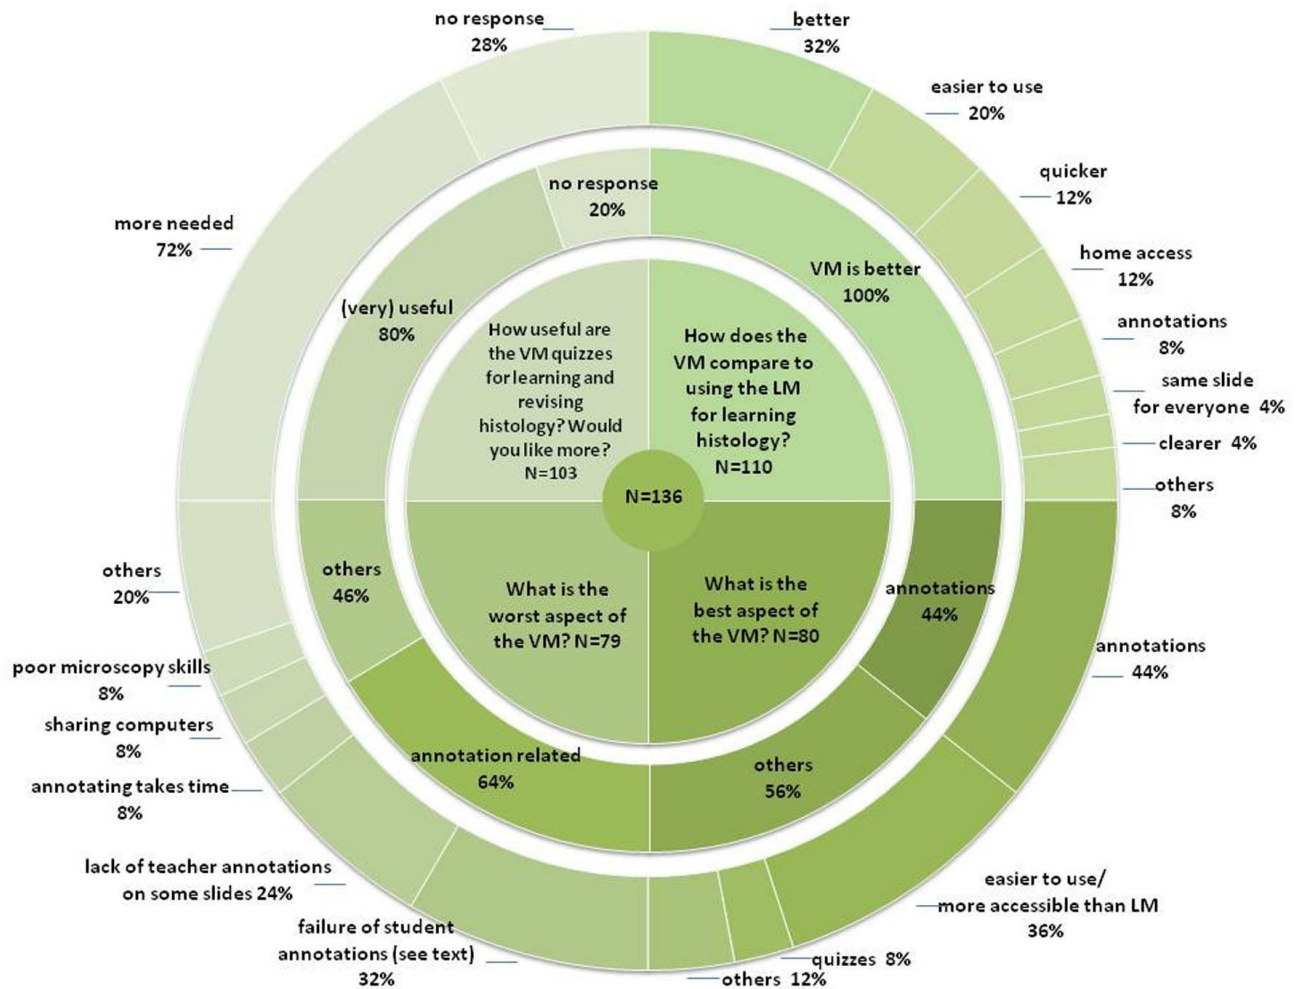 no response
28%
better
32%
easier to use
20%
quicker
12%
home access
12%
annotations
8%
same slide
for everyone 4%
clearer 4%
others
8%
more needed
72%
no response
20%
VM is better
100%
(very) useful
80%
How useful are
the VM quizzes
for learning and
revising
histology? Would
you like more?
N=103
How does the
VM compare to
using the LM
for learning
histology?
N=110
N=136
What is the
worst aspect of
the VM? N=79
What is the
best aspect of
the VM? N=80
others
46%
annotations
44%
annotation related
64%
others
56%
annotations
44%
easier to use/
more accessible than LM
36%
quizzes 8%
others 12%
failure of student
annotations (see text)
32%
lack of teacher annotations
on some slides 24%
annotating takes time
8%
sharing computers
8%
poor microscopy skills
8%
others
20%